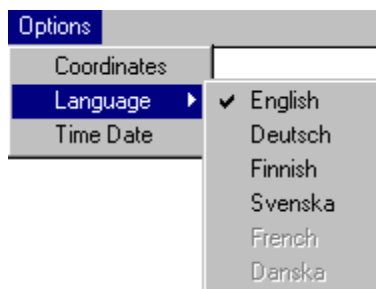 Options
Coordinates
Language
Time Date
English
Deutsch
Finnish
Svenska
French
Danska